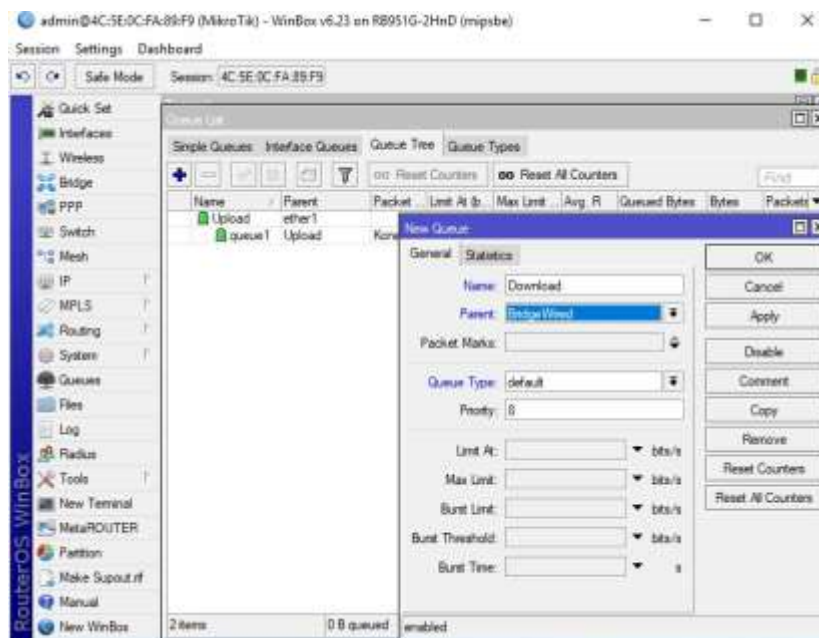 admin@4C:5E:0C:FA:89:F9 (MikroTik) - WinBox v6.23 on RB951G-2HnD (mipsbe)
Session Settings Dashboard
Safe Mode Session: 4C:5E:0C:FA:89:F9
Quick Set
Interfaces
Wireless
Bridge
PPP
Switch
Mesh
IP
MPLS
Routing
System
Queues
Files
Log
Radius
Tools
New Terminal
MetaROUTER
Partition
Make Supout.rif
Manual
New WinBox
RouterOS WinBox
Queue List
Simple Queues Interface Queues Queue Tree Queue Types
00 Reset Counters 00 Reset All Counters Find
Name Parent Packet ... Limit At (b... Max Limit ... Avg. R... Queued Bytes Bytes Packets
Upload ether1
queue1 Upload
2 items 0 B queued
New Queue
General Statistics
Name: Download
Parent: BridgeWired
Packet Marks:
Queue Type: default
Priority: 8
Limit At: bits/s
Max Limit: bits/s
Burst Limit: bits/s
Burst Threshold: bits/s
Burst Time: s
enabled
OK
Cancel
Apply
Disable
Comment
Copy
Remove
Reset Counters
Reset All Counters